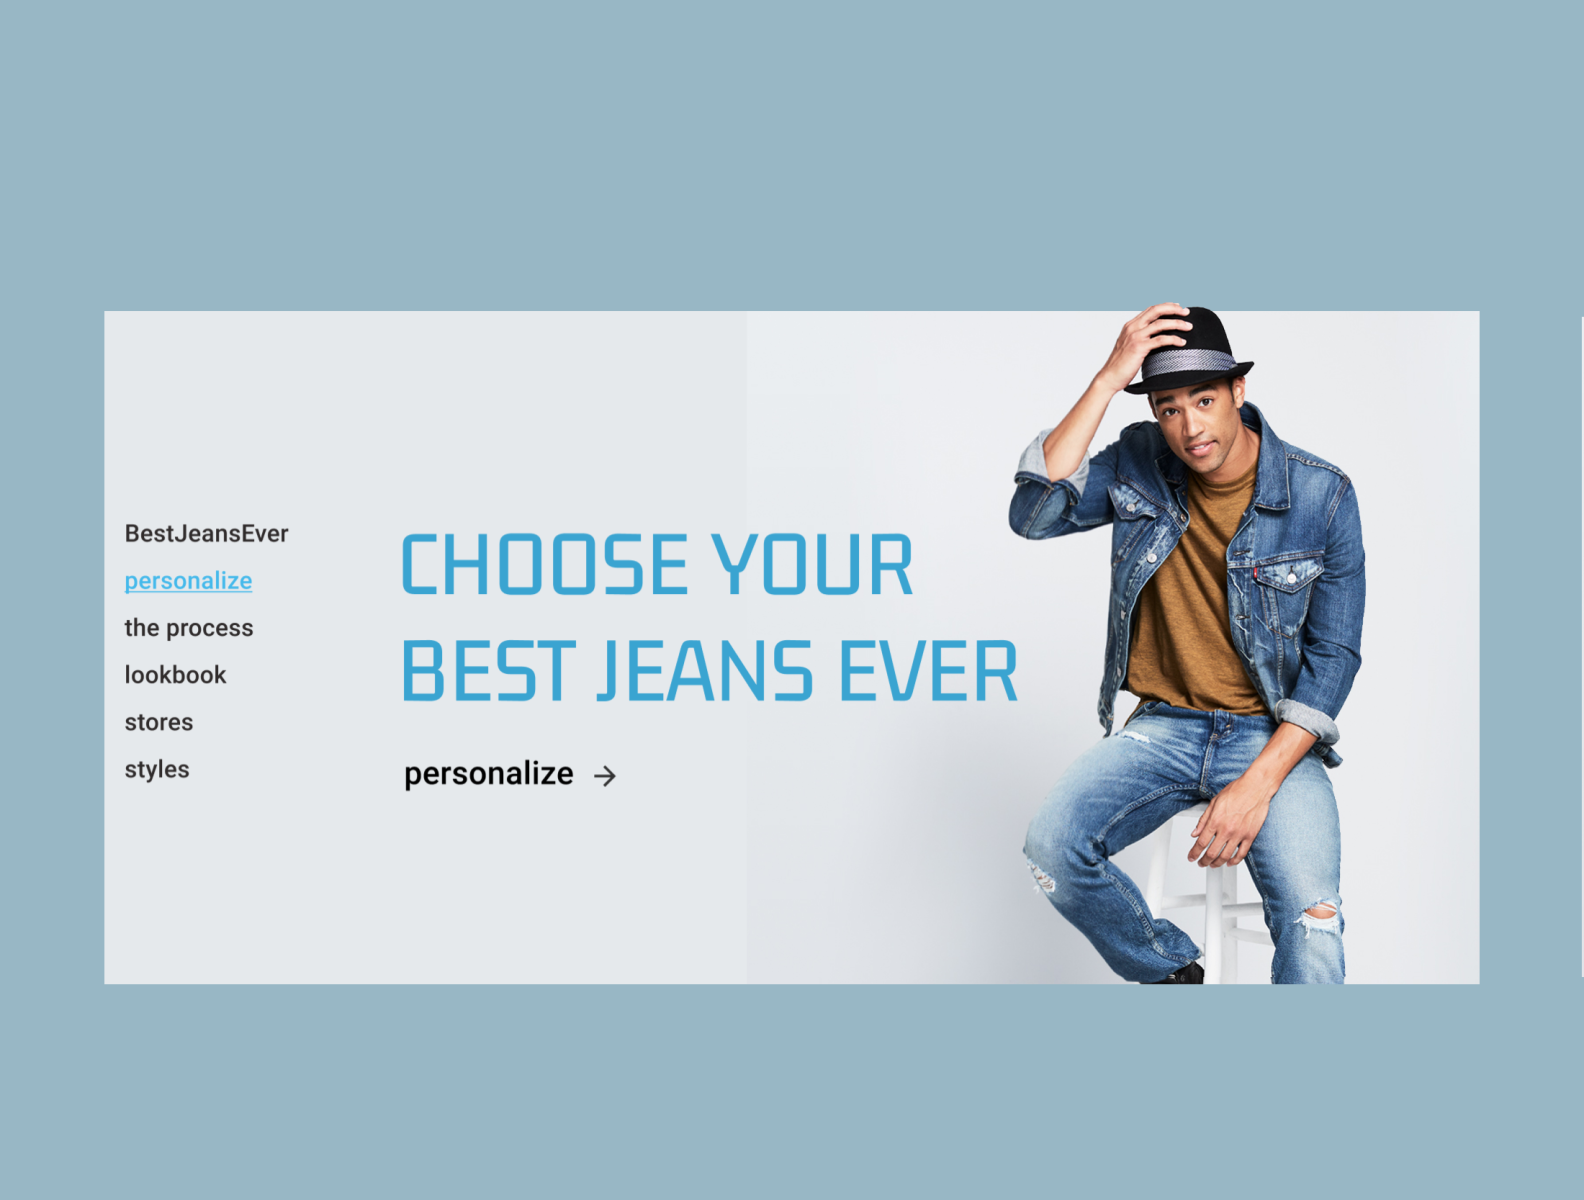 BestJeansEver
personalize
the process
lookbook
stores
styles
CHOOSE YOUR
BEST JEANS EVER
personalize →